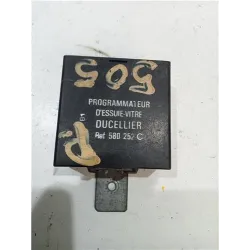 505
PROGRAMMATEUR
D'ESSUIE-VITRE
DUCELLIER
Ref. 580 252 C